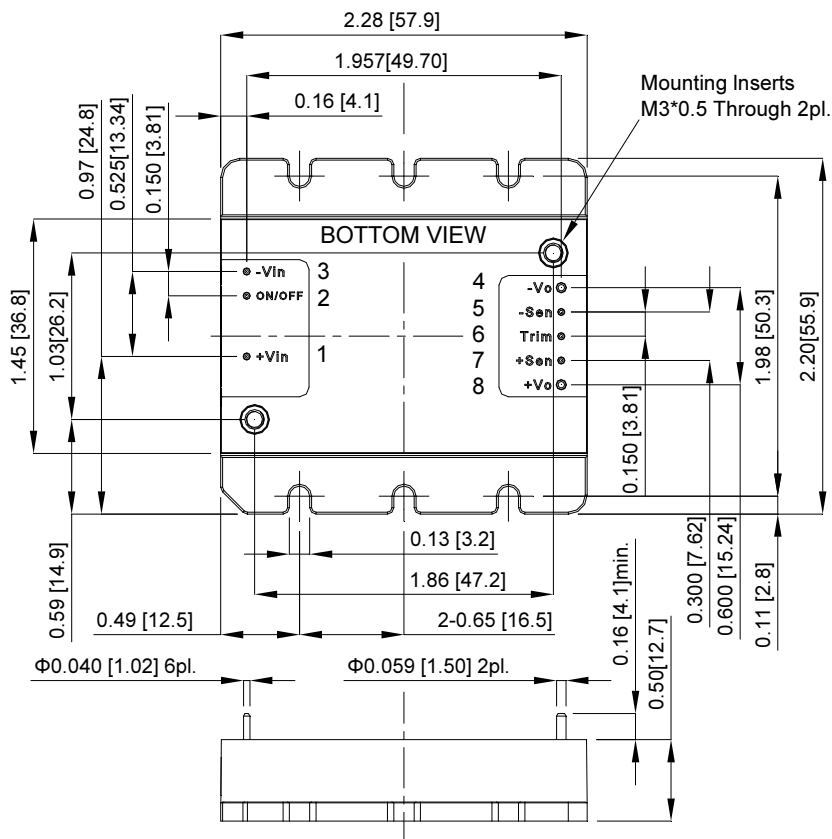 2.28 [57.9]
1.957[49.70]
0.16 [4.1]
Mounting Inserts
M3*0.5 Through 2pl.
0.97 [24.8]
0.525[13.34]
0.150 [3.81]
1.45 [36.8]
1.03[26.2]
0.59 [14.9]
BOTTOM VIEW
-Vin 3
ON/OFF 2
+Vin 1
4 -Vo
5 -Sen
6 Trim
7 +Sen
8 +Vo
0.150 [3.81]
0.300 [7.62]
0.600 [15.24]
1.98 [50.3]
2.20[55.9]
0.11 [2.8]
0.13 [3.2]
1.86 [47.2]
0.49 [12.5]
2-0.65 [16.5]
Φ0.040 [1.02] 6pl.
Φ0.059 [1.50] 2pl.
0.16 [4.1]min.
0.50[12.7]